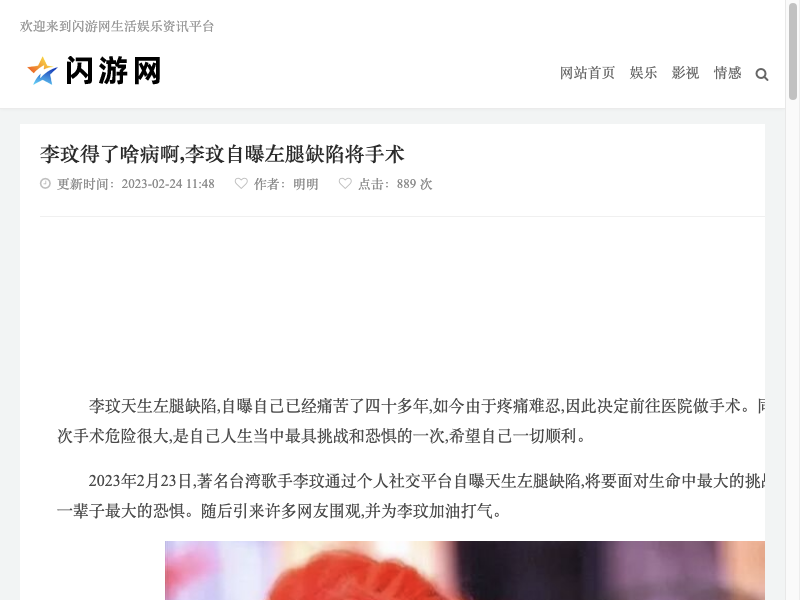 欢迎来到闪游网生活娱乐资讯平台
闪游网
网站首页 娱乐 影视 情感
李玟得了啥病啊,李玟自曝左腿缺陷将手术
更新时间：2023-02-24 11:48 作者：明明 点击：889 次
李玟天生左腿缺陷,自曝自己已经痛苦了四十多年,如今由于疼痛难忍,因此决定前往医院做手术。同
次手术危险很大,是自己人生当中最具挑战和恐惧的一次,希望自己一切顺利。
2023年2月23日,著名台湾歌手李玟通过个人社交平台自曝天生左腿缺陷,将要面对生命中最大的挑战
一辈子最大的恐惧。随后引来许多网友围观,并为李玟加油打气。